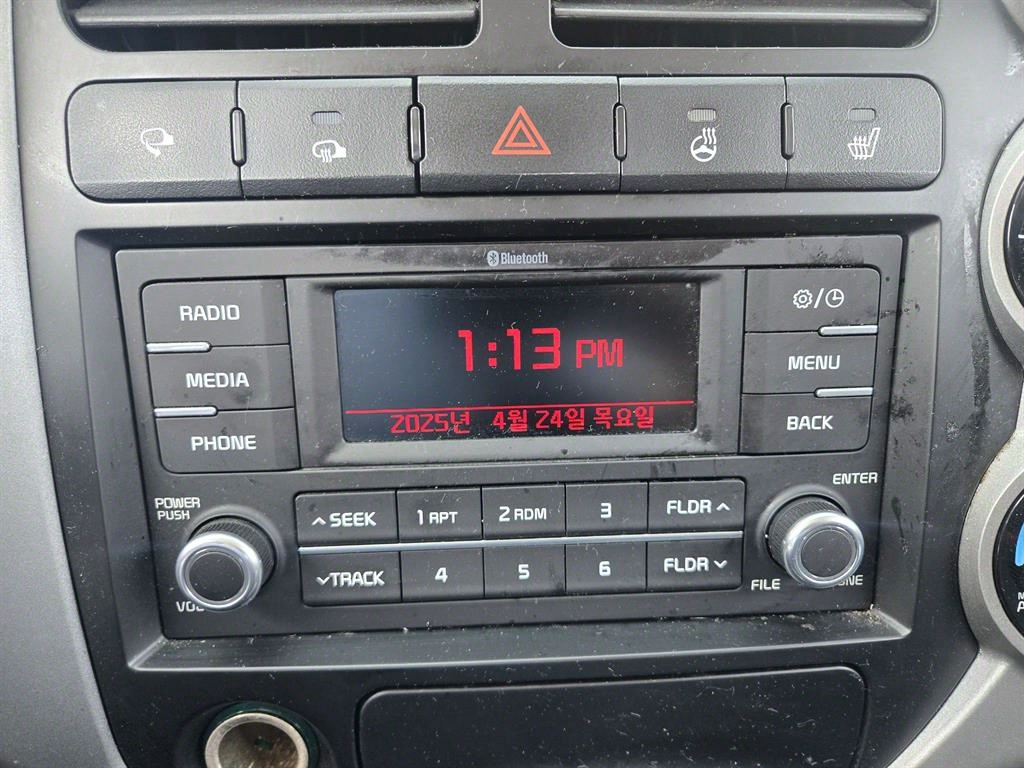 Bluetooth
RADIO
MEDIA
PHONE
1:13 PM
2025년 4월 24일 목요일
MENU
BACK
POWER
PUSH
VOL
SEEK
1 RPT
2 RDM
3
FLDR
TRACK
4
5
6
FLDR
ENTER
FILE